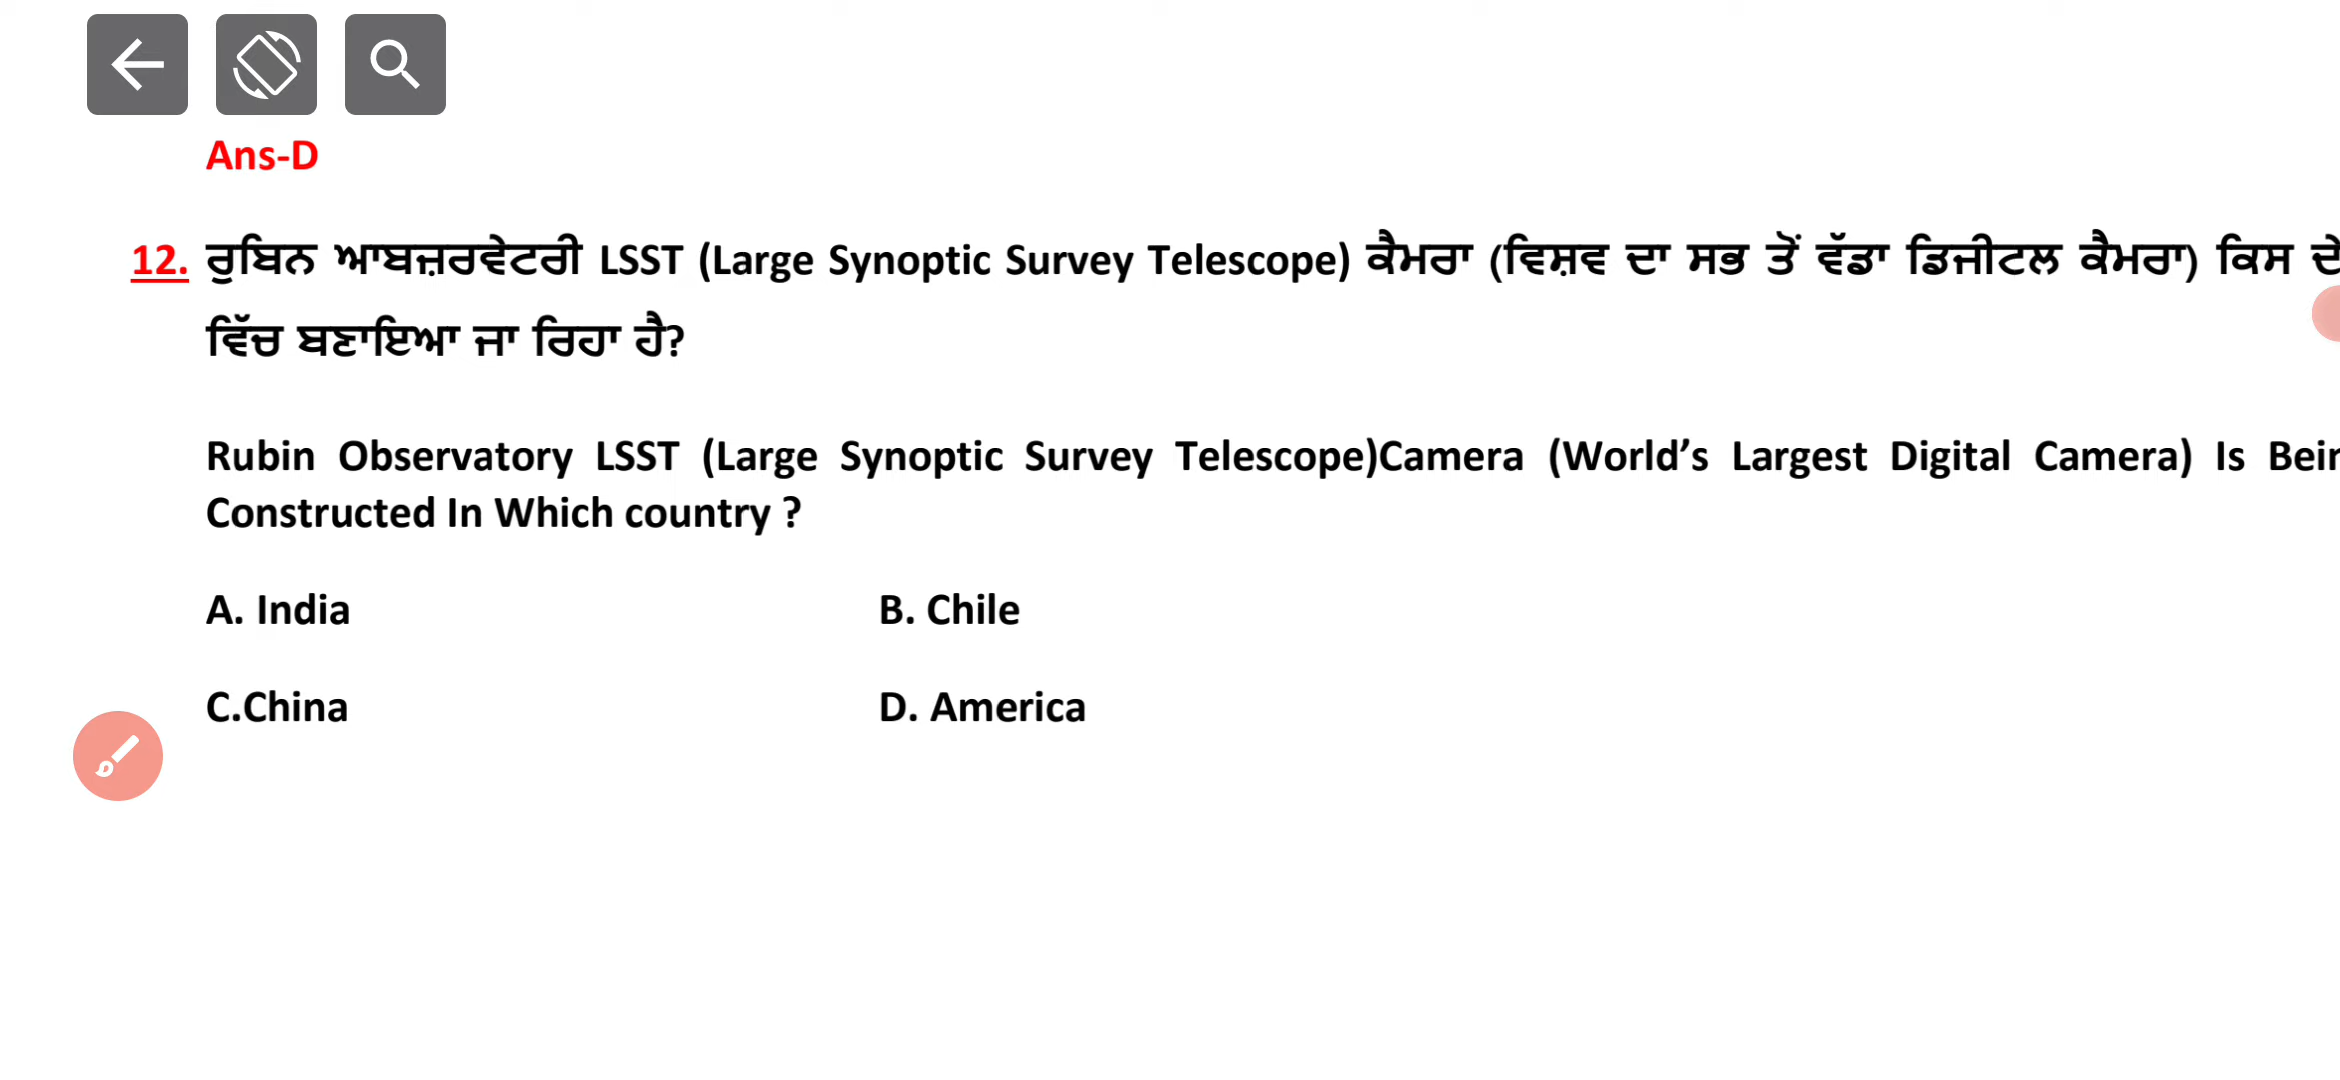 Ans-D
12. ਰੁਬਿਨ ਆਬਜ਼ਰਵੇਟਰੀ LSST (Large Synoptic Survey Telescope) ਕੈਮਰਾ (ਵਿਸ਼ਵ ਦਾ ਸਭ ਤੋਂ ਵੱਡਾ ਡਿਜੀਟਲ ਕੈਮਰਾ) ਕਿਸ
ਵਿੱਚ ਬਣਾਇਆ ਜਾ ਰਿਹਾ ਹੈ?
Rubin Observatory LSST (Large Synoptic Survey Telescope)Camera (World’s Largest Digital Camera) Is
Constructed In Which country ?
A. India B. Chile
C.China D. America